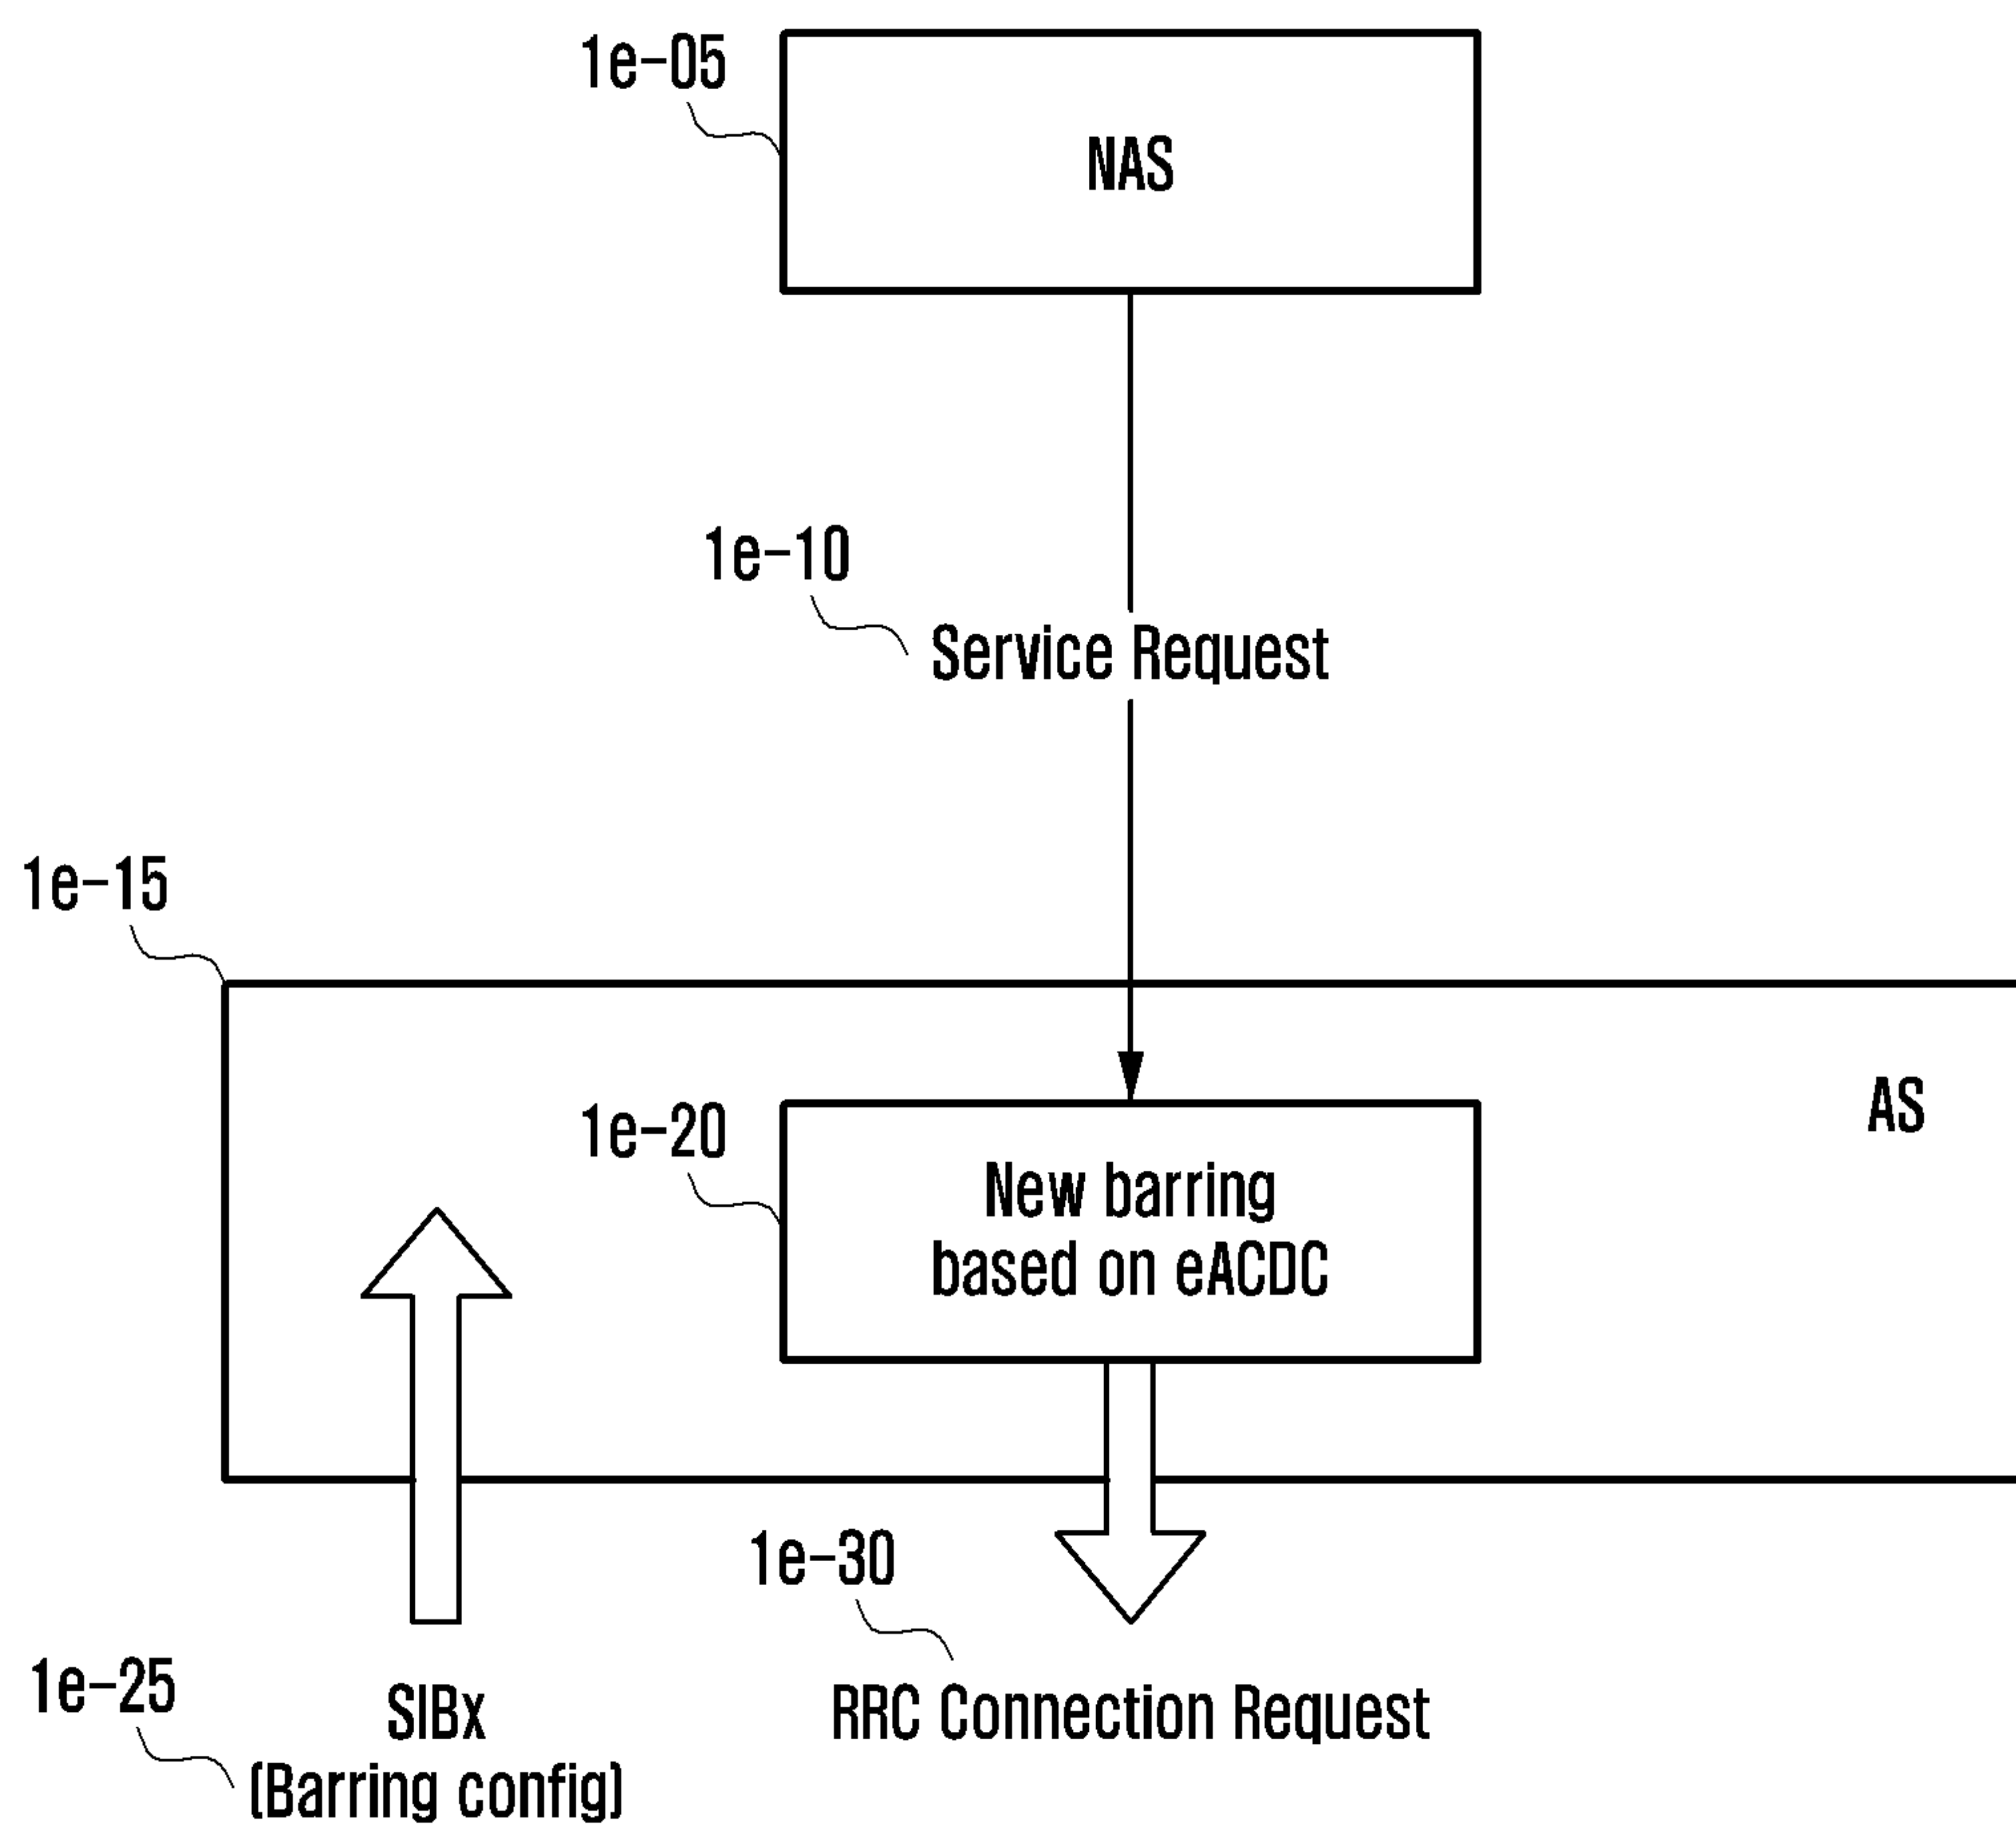 1e-05
NAS
1e-10
Service Request
1e-15
AS
1e-20
New barring
based on eACDC
1e-30
1e-25
SIBx
(Barring config)
RRC Connection Request